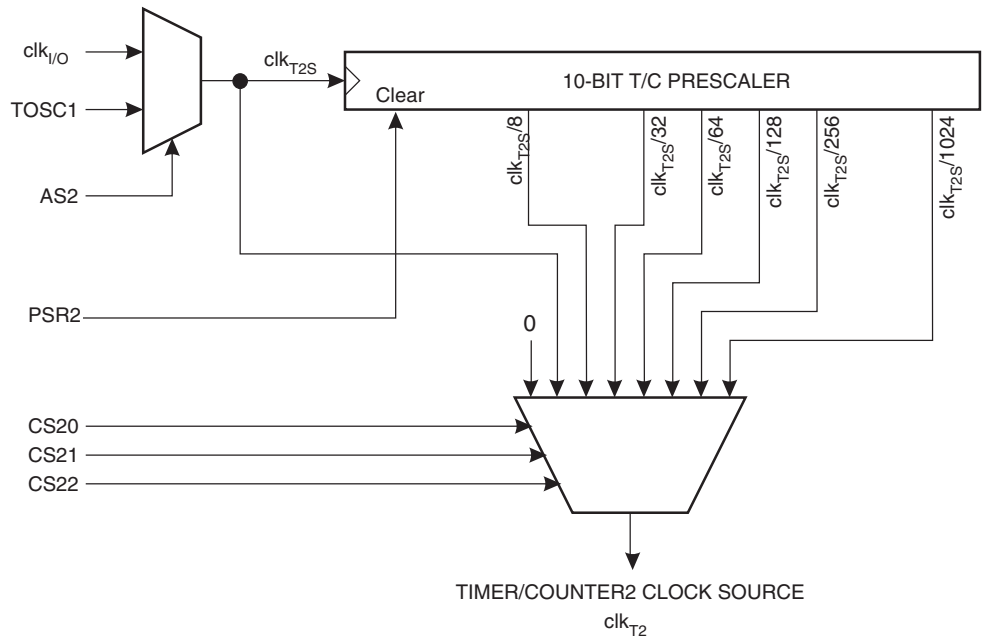 clkI/O
TOSC1
AS2
clkT2S
10-BIT T/C PRESCALER
Clear
clkT2S/8
clkT2S/32
clkT2S/64
clkT2S/128
clkT2S/256
clkT2S/1024
PSR2
0
CS20
CS21
CS22
TIMER/COUNTER2 CLOCK SOURCE
clkT2